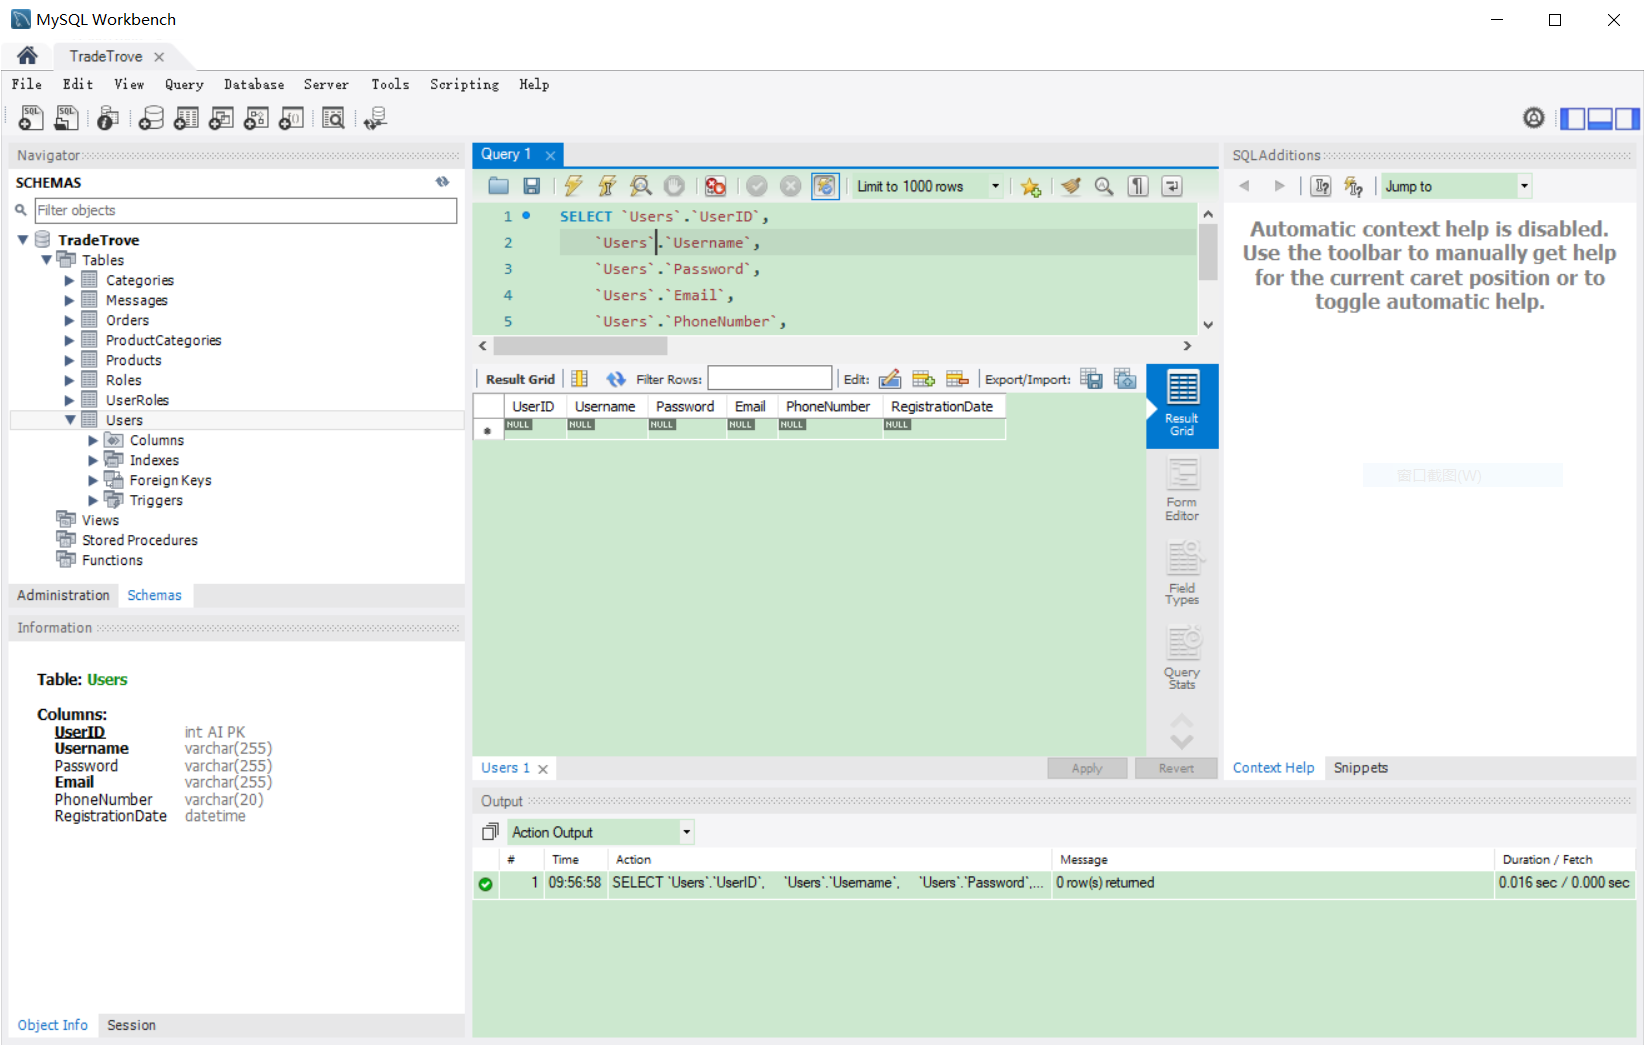 MySQL Workbench
TradeTrove
File Edit View Query Database Server Tools Scripting Help
Navigator
SCHEMAS
Filter objects
TradeTrove
Tables
Categories
Messages
Orders
ProductCategories
Products
Roles
UserRoles
Users
Columns
Indexes
Foreign Keys
Triggers
Views
Stored Procedures
Functions
Administration Schemas
Information
Table: Users
Columns:
UserID int AI PK
Username varchar(255)
Password varchar(255)
Email varchar(255)
PhoneNumber varchar(20)
RegistrationDate datetime
Object Info Session
Query 1
Limit to 1000 rows
1 SELECT `Users`.`UserID`,
2 `Users`.`Username`,
3 `Users`.`Password`,
4 `Users`.`Email`,
5 `Users`.`PhoneNumber`,
Result Grid Filter Rows: Edit: Export/Import:
UserID Username Password Email PhoneNumber RegistrationDate
NULL NULL NULL NULL NULL NULL
Result
Grid
Form
Editor
Field
Types
Query
Stats
Users 1
Apply Revert
SQLAdditions
Jump to
Automatic context help is disabled.
Use the toolbar to manually get help
for the current caret position or to
toggle automatic help.
窗口截图(W)
Context Help Snippets
Output
Action Output
# Time Action Message Duration / Fetch
1 09:56:58 SELECT `Users`.`UserID`, `Users`.`Username`, `Users`.`Password`,... 0 row(s) returned 0.016 sec / 0.000 sec